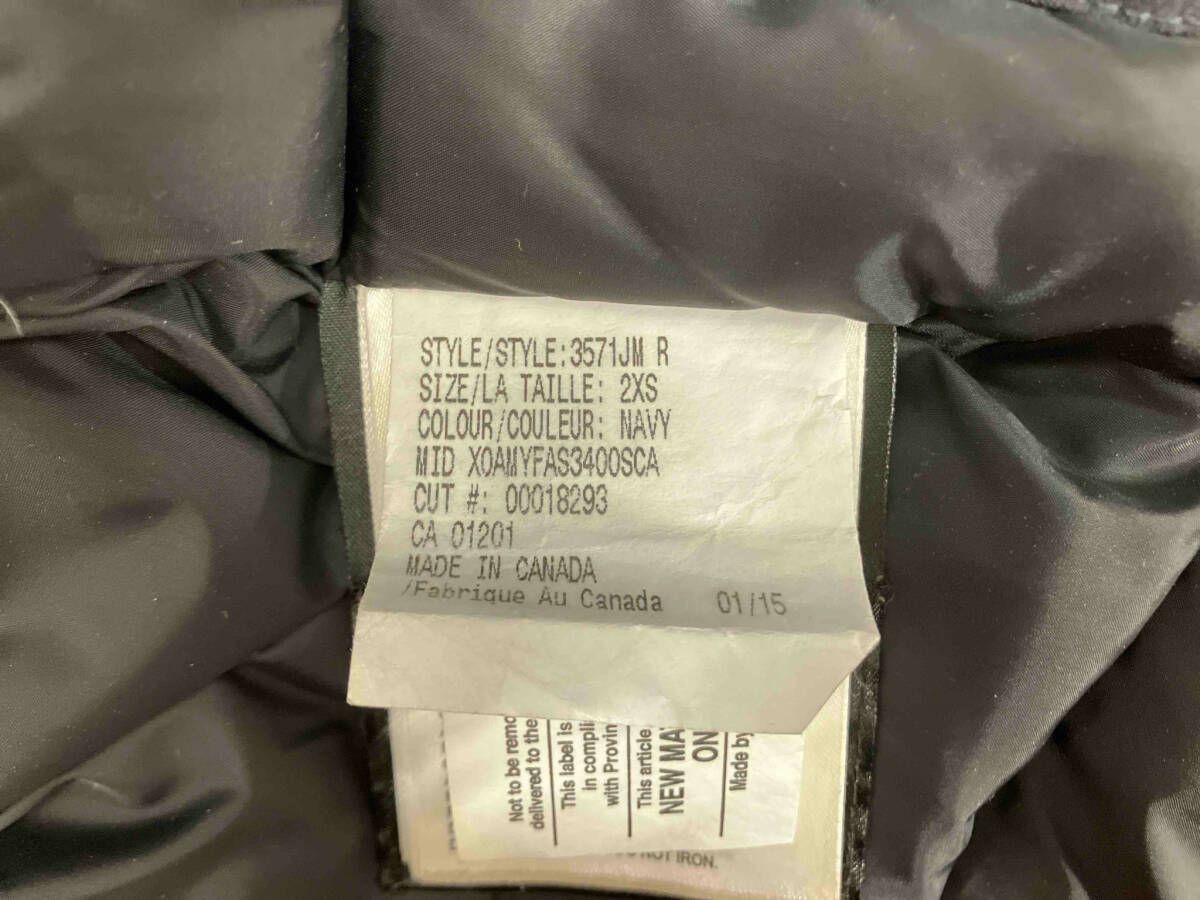 STYLE/STYLE:3571JM R
SIZE/LA TAILLE: 2XS
COLOUR/COULEUR: NAVY
MID XOAMYFAS3400SCA
CUT #: 00018293
CA 01201
MADE IN CANADA
/Fabrique Au Canada 01/15
Not to be remo
delivered to the
This label is
in compli
with Provin
This article
NEW MA
ON
Made by
NOT IRON.